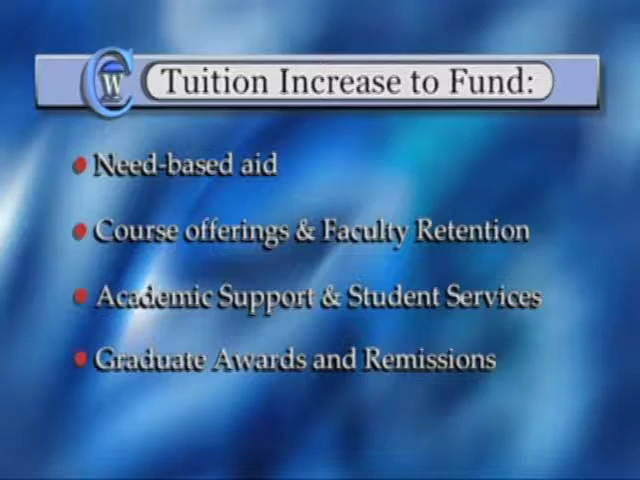 CW Tuition Increase to Fund:
Need-based aid
Course offerings & Faculty Retention
Academic Support & Student Services
Graduate Awards and Remissions